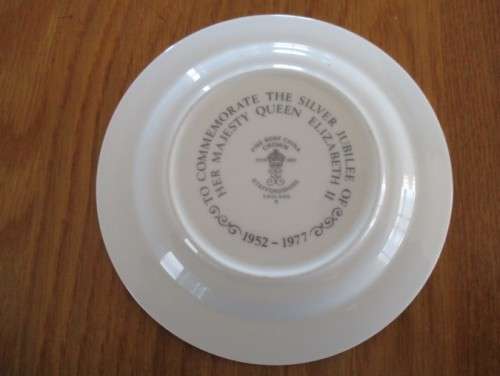 TO COMMEMORATE THE SILVER JUBILEE OF
HER MAJESTY QUEEN ELIZABETH II
1952 - 1977
FINE BONE CHINA
CROWN
STAFFORDSHIRE
ENGLAND